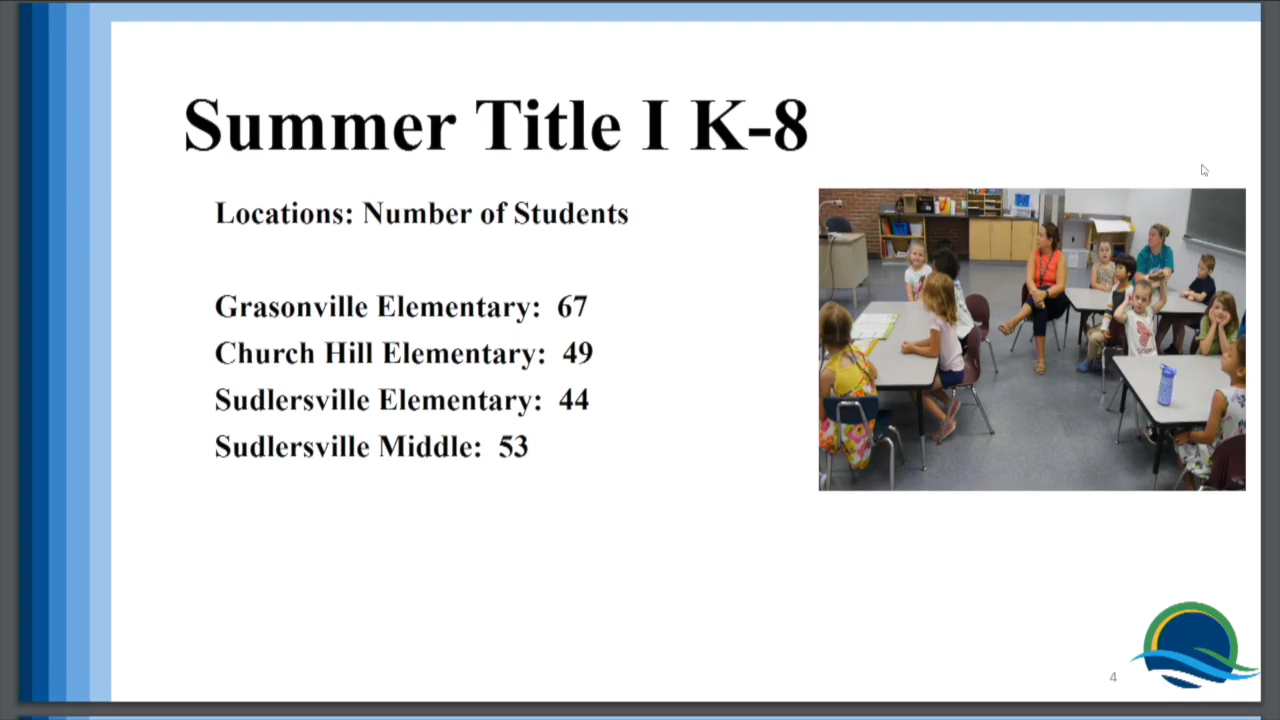 Summer Title I K-8
Locations: Number of Students
Grasonville Elementary: 67
Church Hill Elementary: 49
Sudlersville Elementary: 44
Sudlersville Middle: 53
4